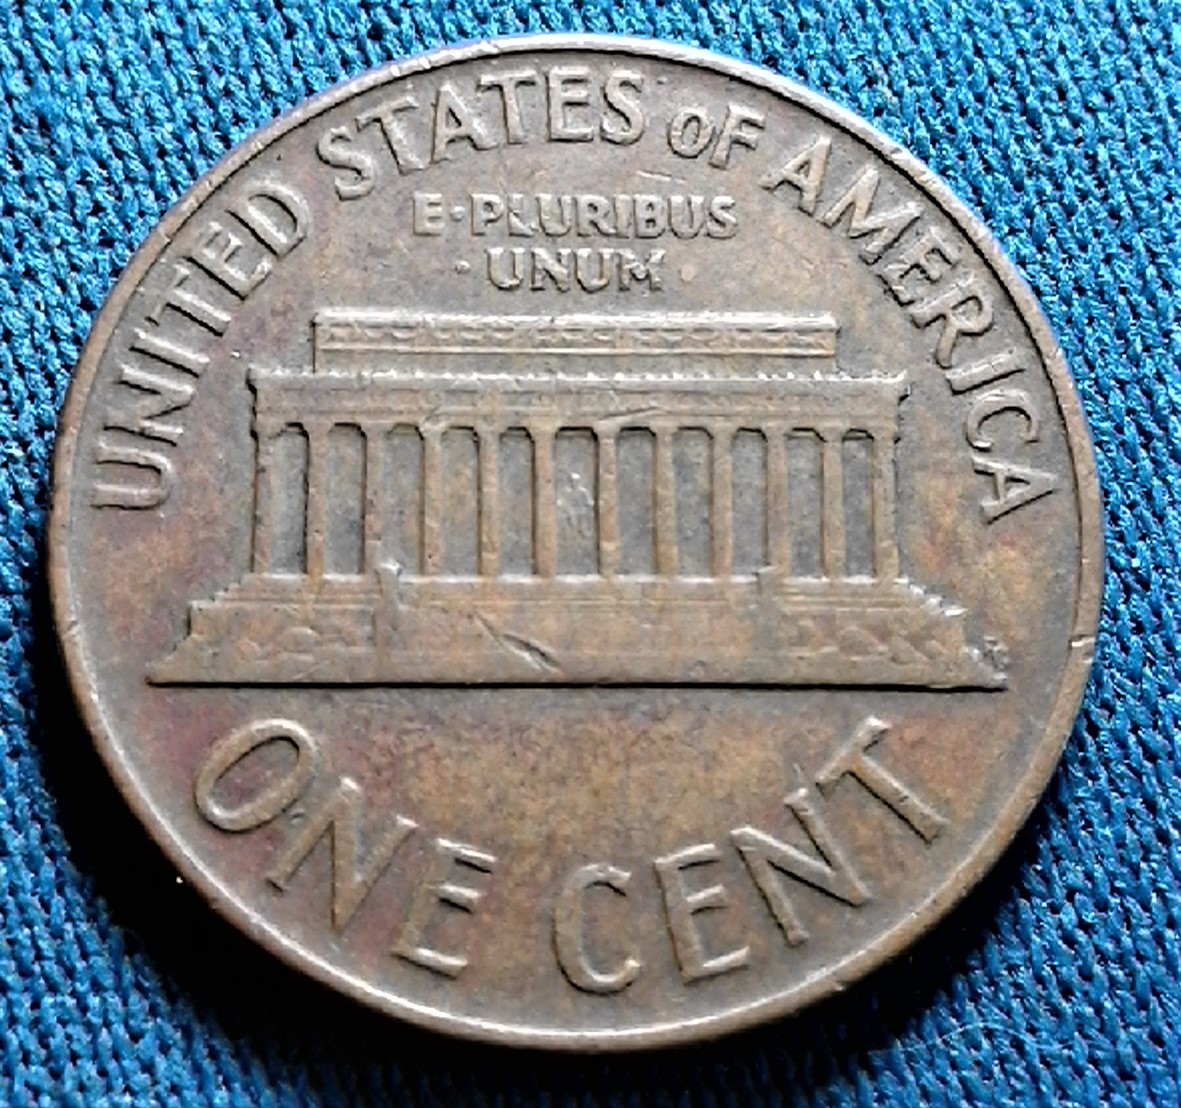 UNITED STATES OF AMERICA
E·PLURIBUS
·UNUM·
ONE CENT